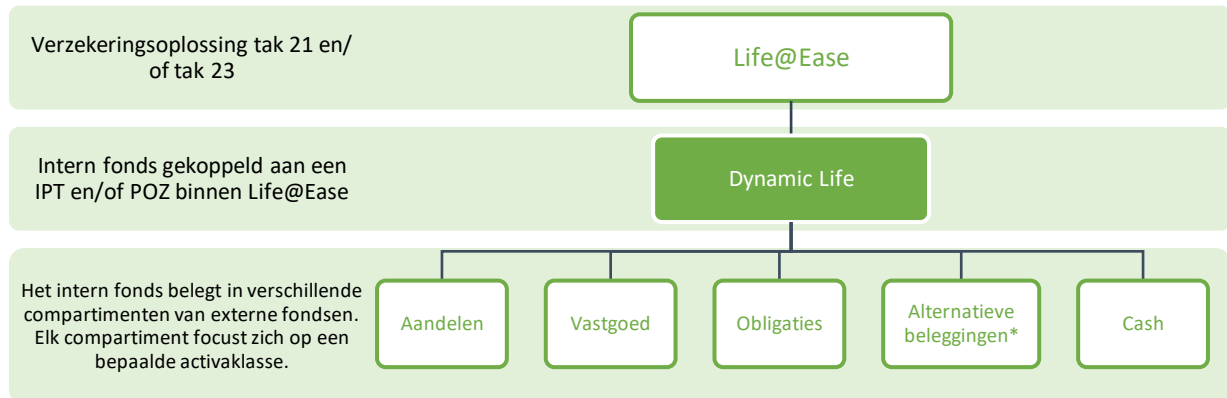 Verzekeringsoplossing tak 21 en/
of tak 23
Life@Ease
Intern fonds gekoppeld aan een
IPT en/of POZ binnen Life@Ease
Dynamic Life
Het intern fonds belegt in verschillende
compartimenten van externe fondsen.
Elk compartiment focust zich op een
bepaalde activaklasse.
Aandelen
Vastgoed
Obligaties
Alternatieve
beleggingen*
Cash